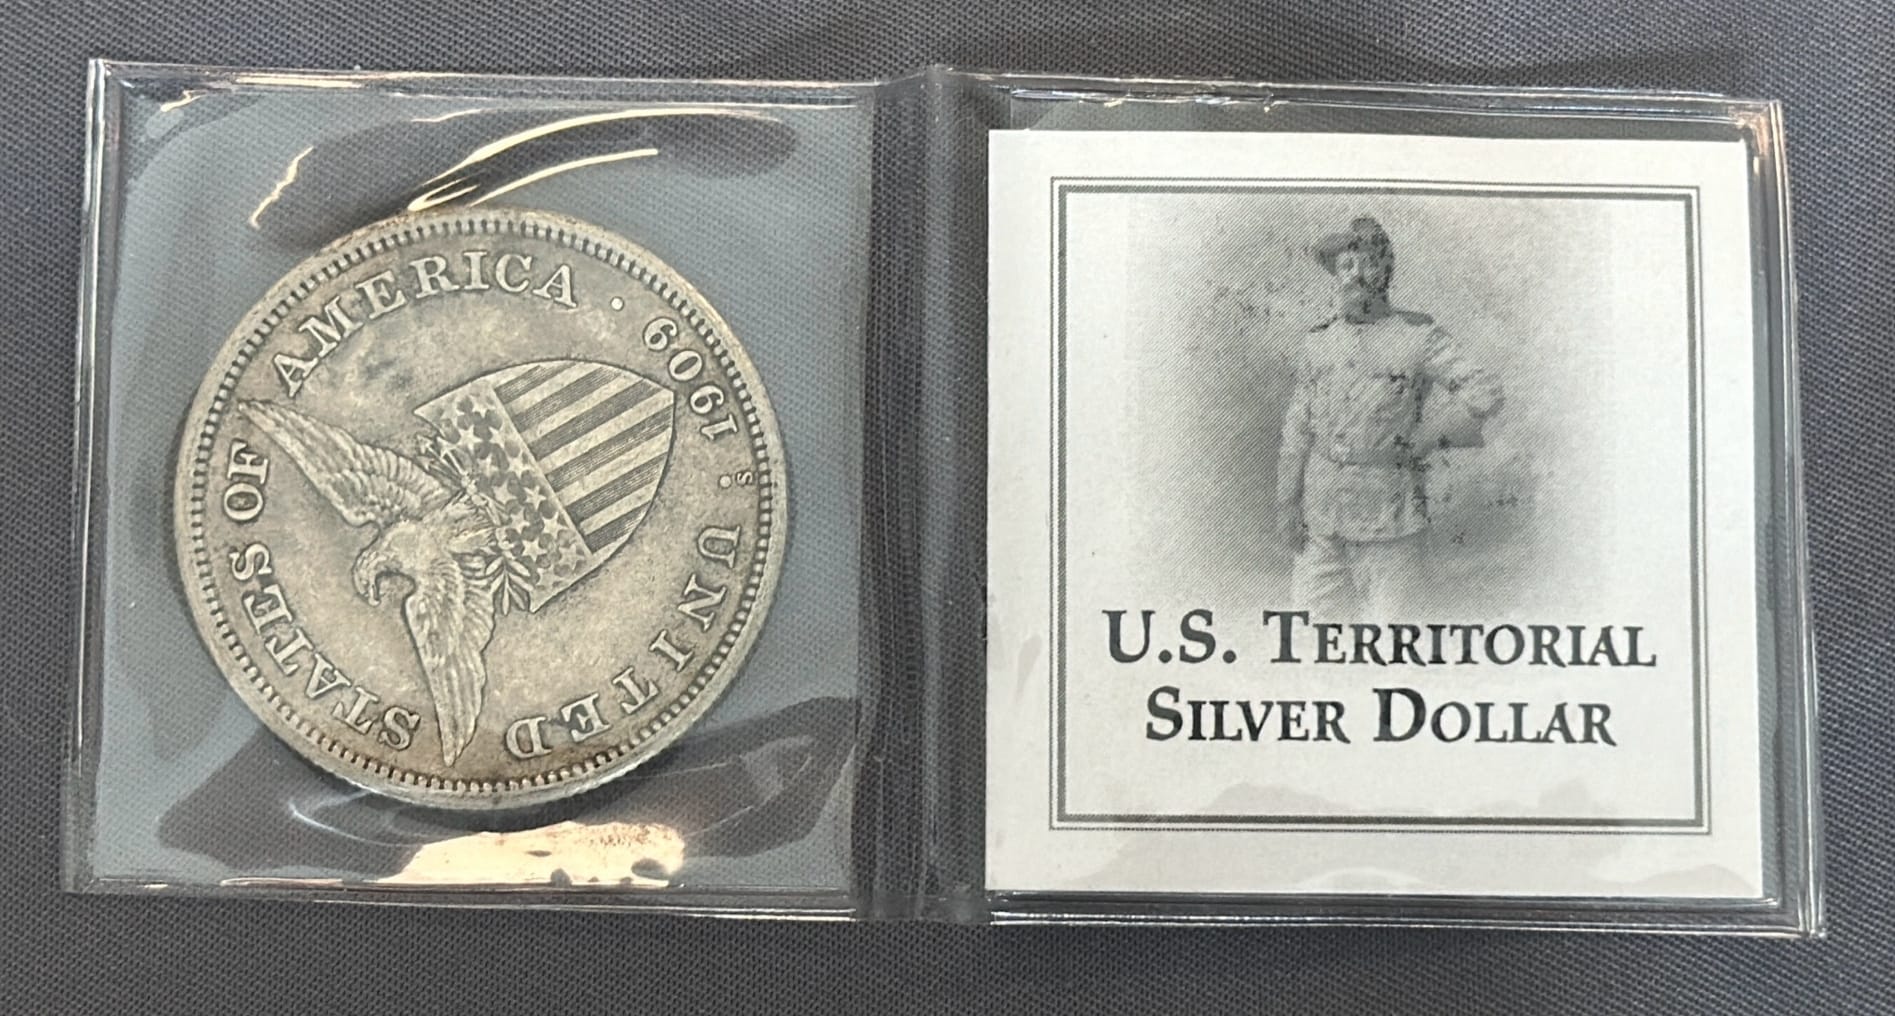 UNITED STATES OF AMERICA · 1909 · S
U.S. TERRITORIAL
SILVER DOLLAR